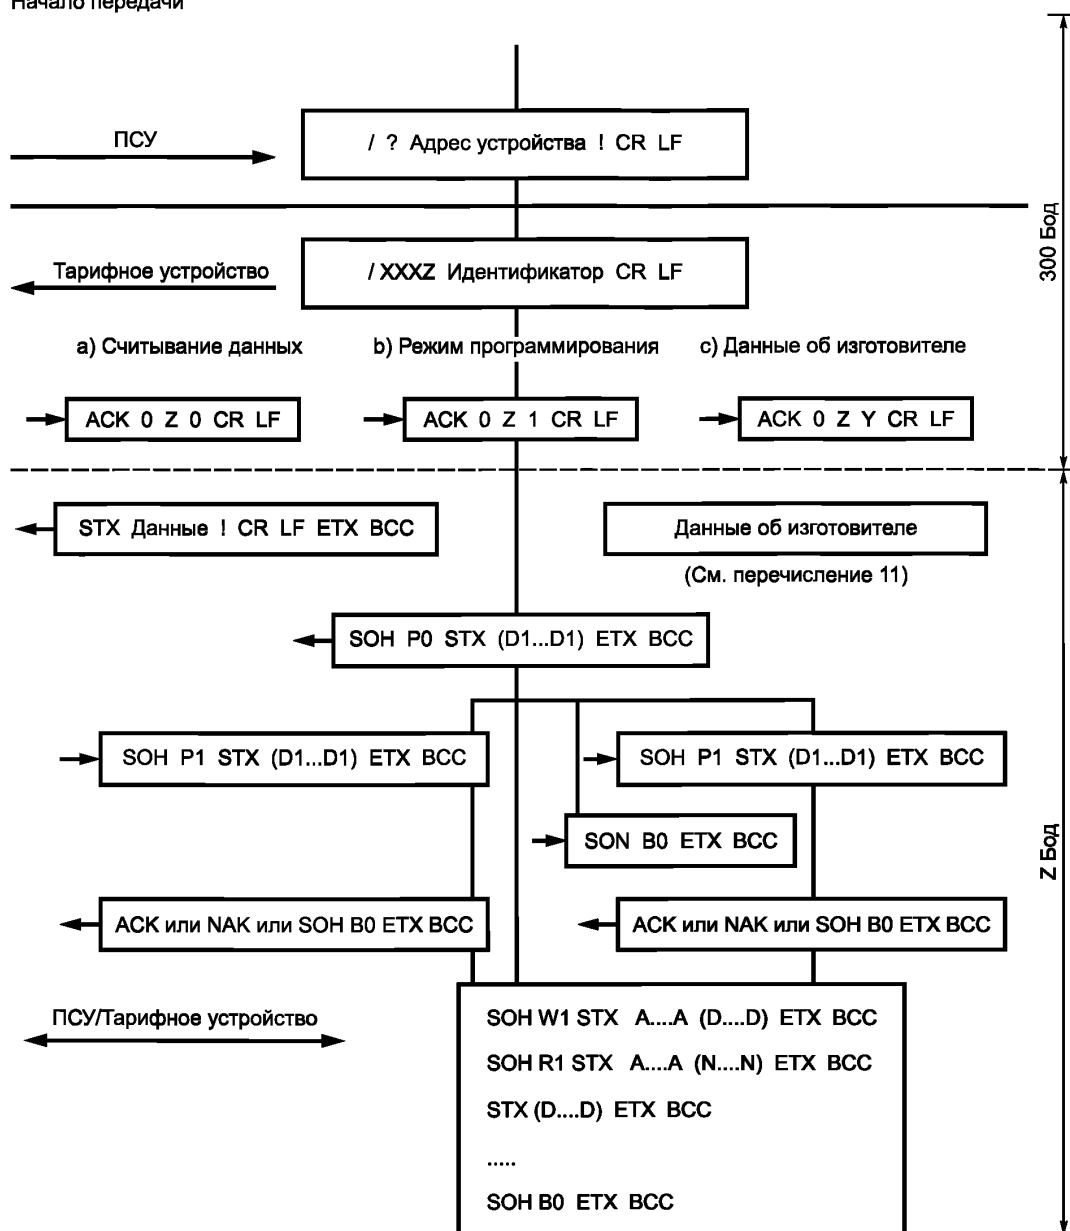 Начало передачи
ПСУ
/ ? Адрес устройства ! CR LF
300 Бод
Тарифное устройство
/ XXXZ Идентификатор CR LF
a) Считывание данных
b) Режим программирования
c) Данные об изготовителе
ACK 0 Z 0 CR LF
ACK 0 Z 1 CR LF
ACK 0 Z Y CR LF
STX Данные ! CR LF ETX BCC
Данные об изготовителе
(См. перечисление 11)
SOH P0 STX (D1...D1) ETX BCC
SOH P1 STX (D1...D1) ETX BCC
SOH P1 STX (D1...D1) ETX BCC
Z Бод
SON B0 ETX BCC
ACK или NAK или SOH B0 ETX BCC
ACK или NAK или SOH B0 ETX BCC
ПСУ/Тарифное устройство
SOH W1 STX A....A (D....D) ETX BCC
SOH R1 STX A....A (N....N) ETX BCC
STX (D....D) ETX BCC
.....
SOH B0 ETX BCC